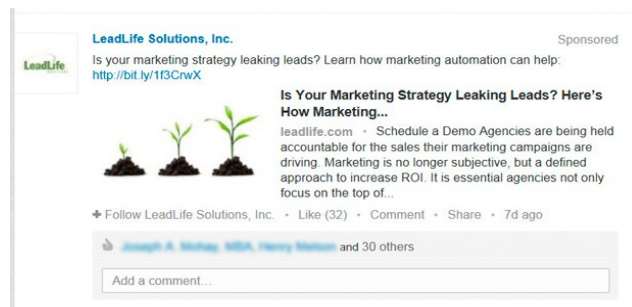 LeadLife Solutions, Inc.
Sponsored
LeadLife
Is your marketing strategy leaking leads? Learn how marketing automation can help:
http://bit.ly/1f3CrwX
Is Your Marketing Strategy Leaking Leads? Here's
How Marketing...
leadlife.com · Schedule a Demo Agencies are being held
accountable for the sales their marketing campaigns are
driving. Marketing is no longer subjective, but a defined
approach to increase ROI. It is essential agencies not only
focus on the top of...
+ Follow LeadLife Solutions, Inc. · Like (32) · Comment · Share · 7d ago
and 30 others
Add a comment...